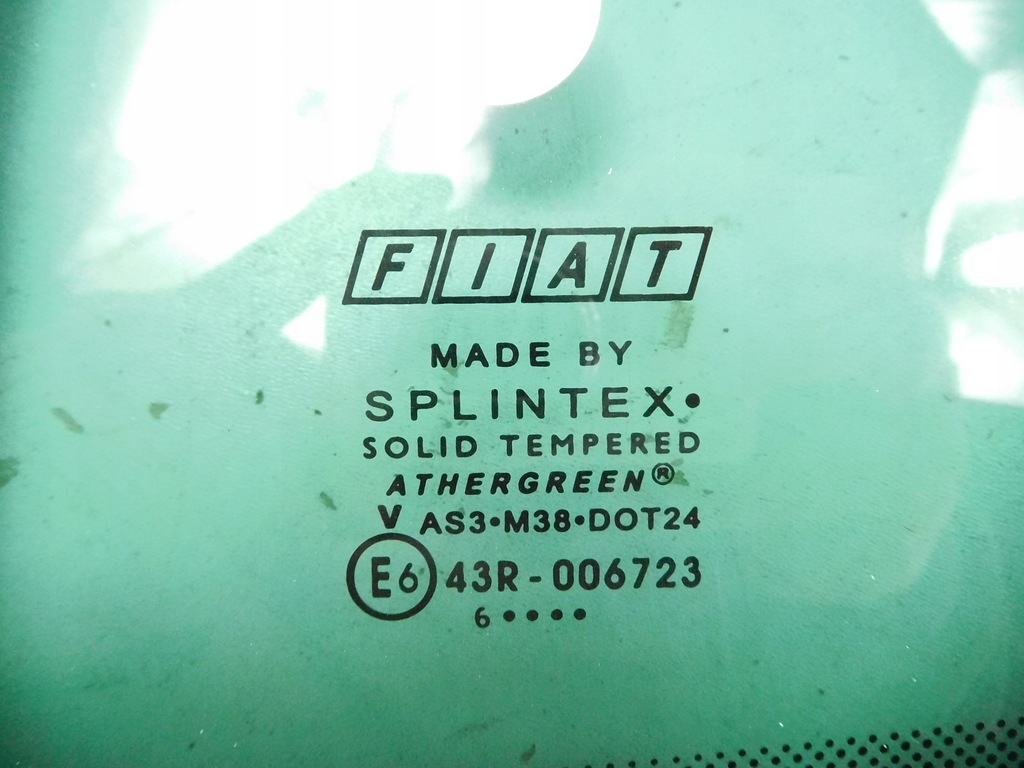 FIAT
MADE BY
SPLINTEX•
SOLID TEMPERED
ATHERGREEN®
V AS3•M38•DOT24
E6 43R-006723
6••••